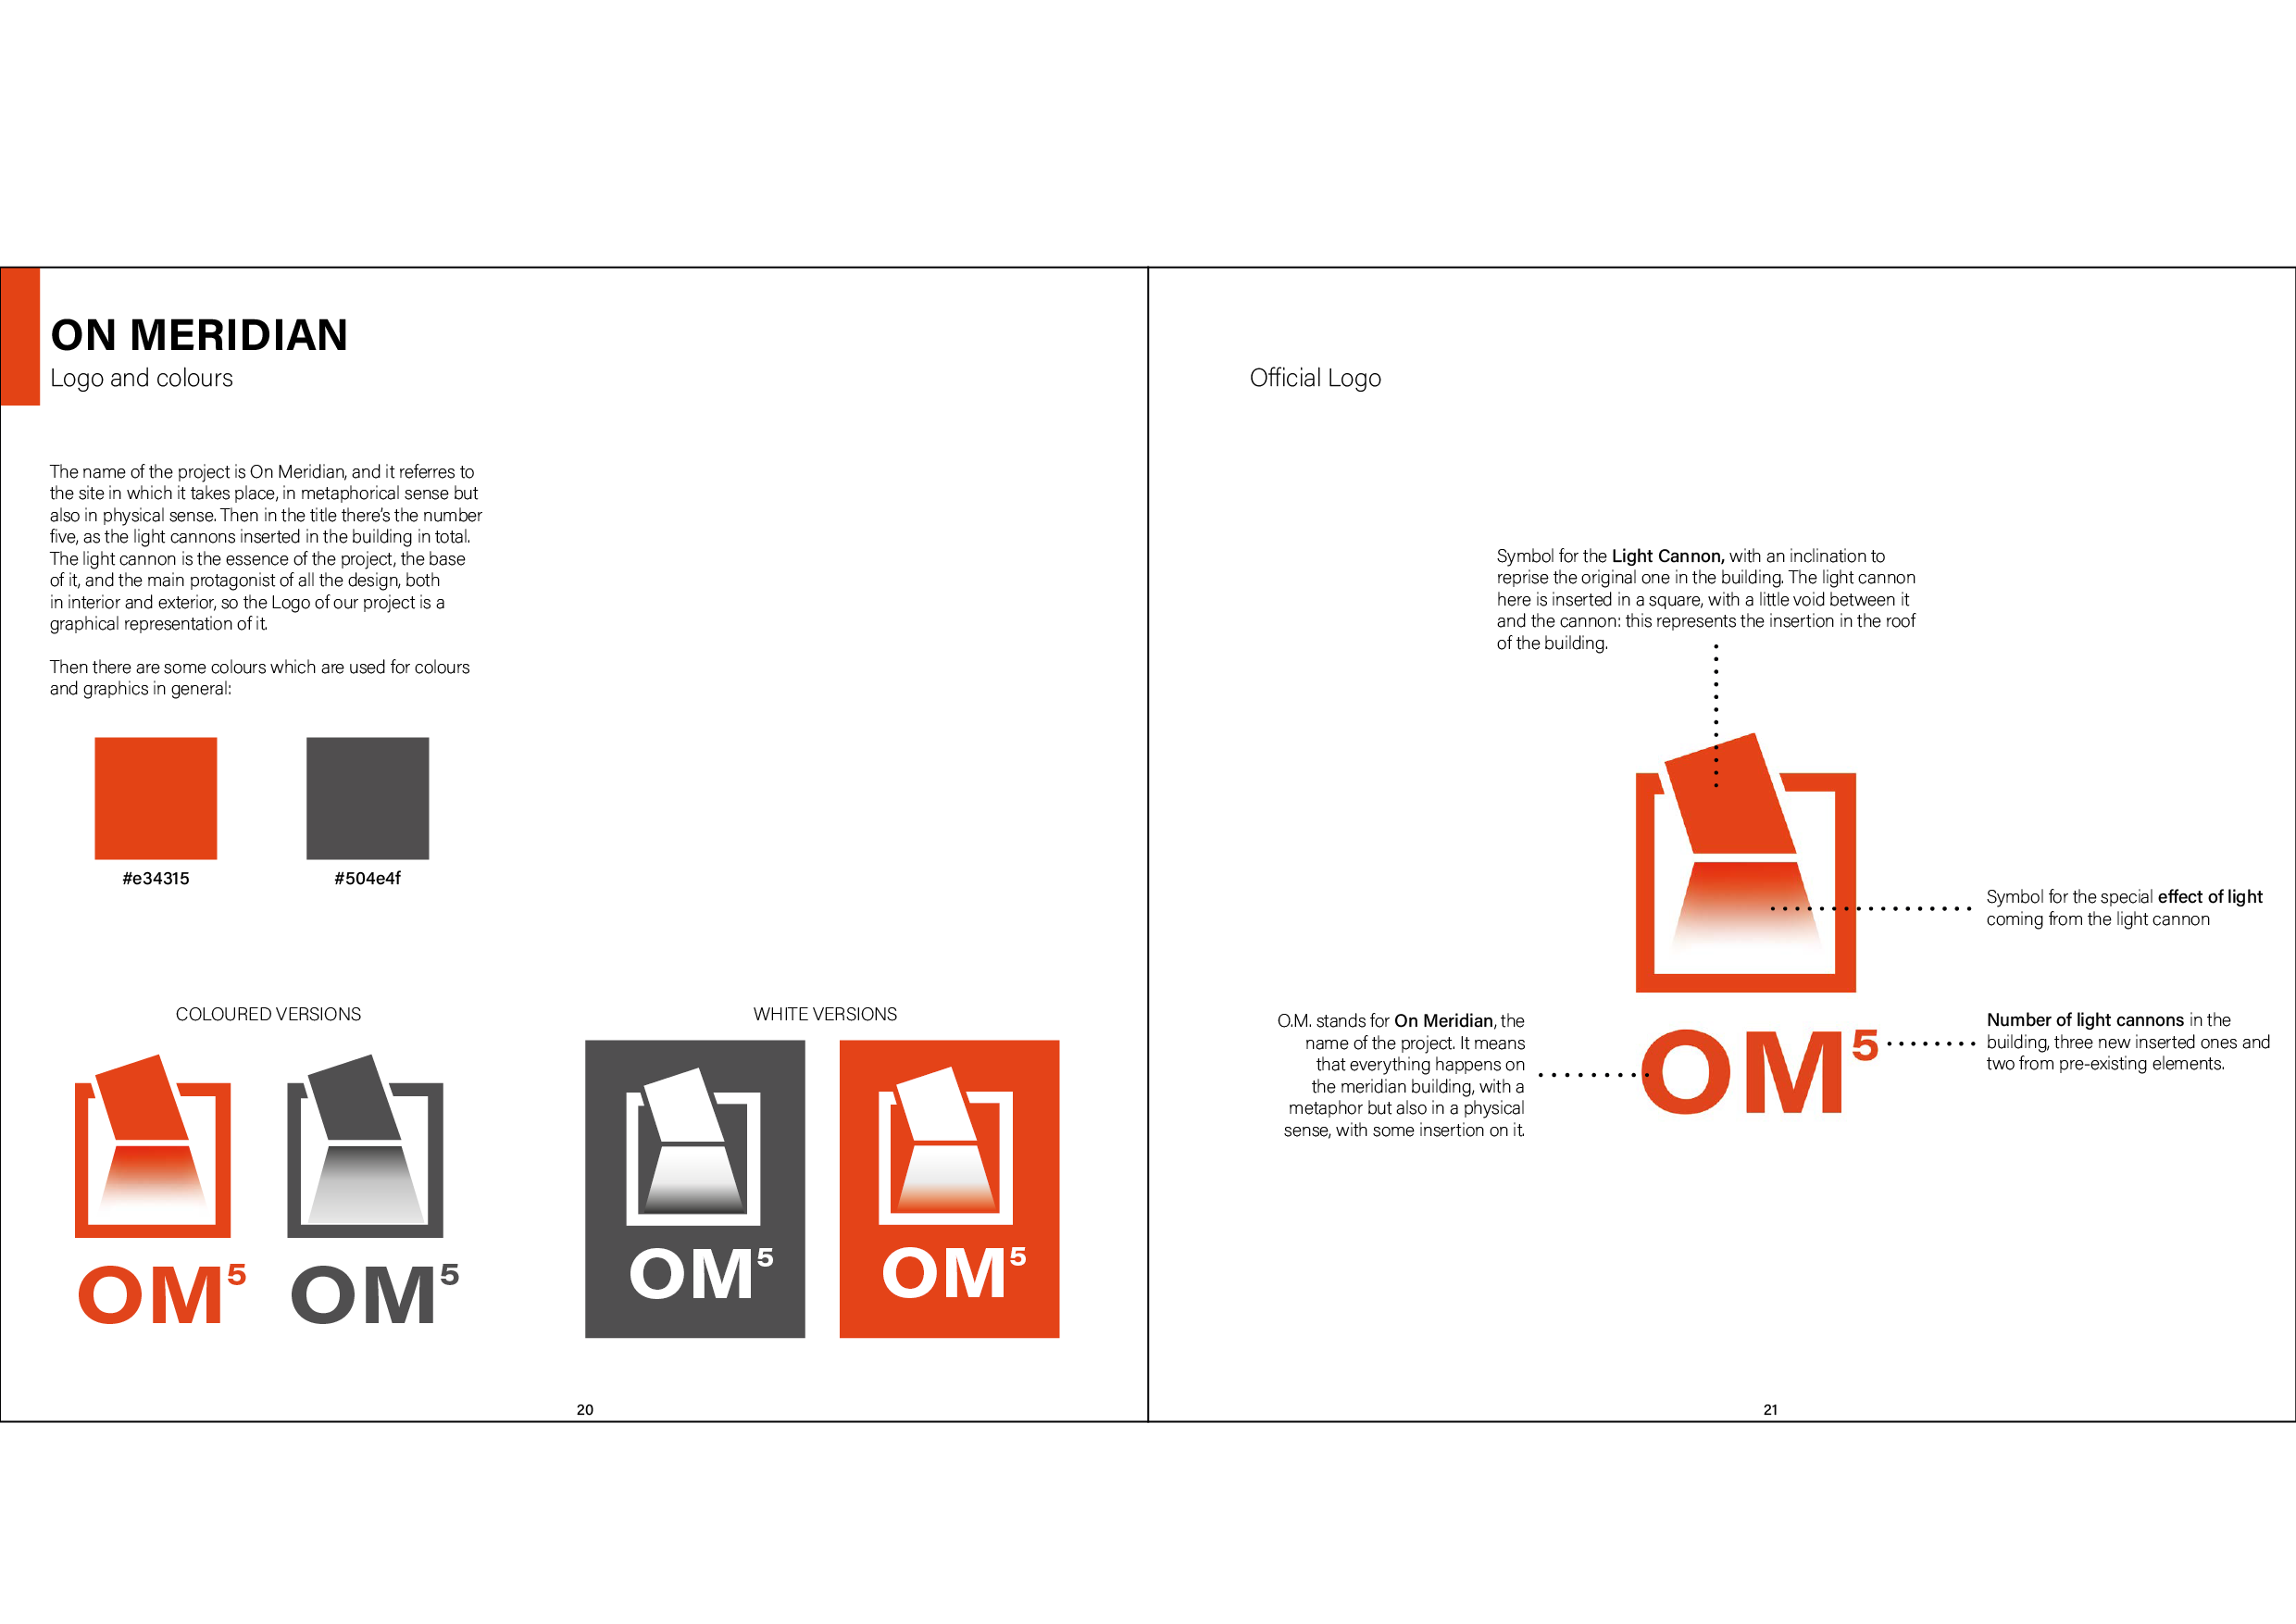 ON MERIDIAN
Logo and colours
The name of the project is On Meridian, and it referres to
the site in which it takes place, in metaphorical sense but
also in physical sense. Then in the title there's the number
five, as the light cannons inserted in the building in total.
The light cannon is the essence of the project, the base
of it, and the main protagonist of all the design, both
in interior and exterior, so the Logo of our project is a
graphical representation of it.
Then there are some colours which are used for colours
and graphics in general:
#e34315
#504e4f
COLOURED VERSIONS
WHITE VERSIONS
OM⁵
OM⁵
OM⁵
OM⁵
20
Official Logo
Symbol for the Light Cannon, with an inclination to
reprise the original one in the building. The light cannon
here is inserted in a square, with a little void between it
and the cannon: this represents the insertion in the roof
of the building.
Symbol for the special effect of light
coming from the light cannon
O.M. stands for On Meridian, the
name of the project. It means
that everything happens on
the meridian building, with a
metaphor but also in a physical
sense, with some insertion on it.
OM⁵
Number of light cannons in the
building, three new inserted ones and
two from pre-existing elements.
21